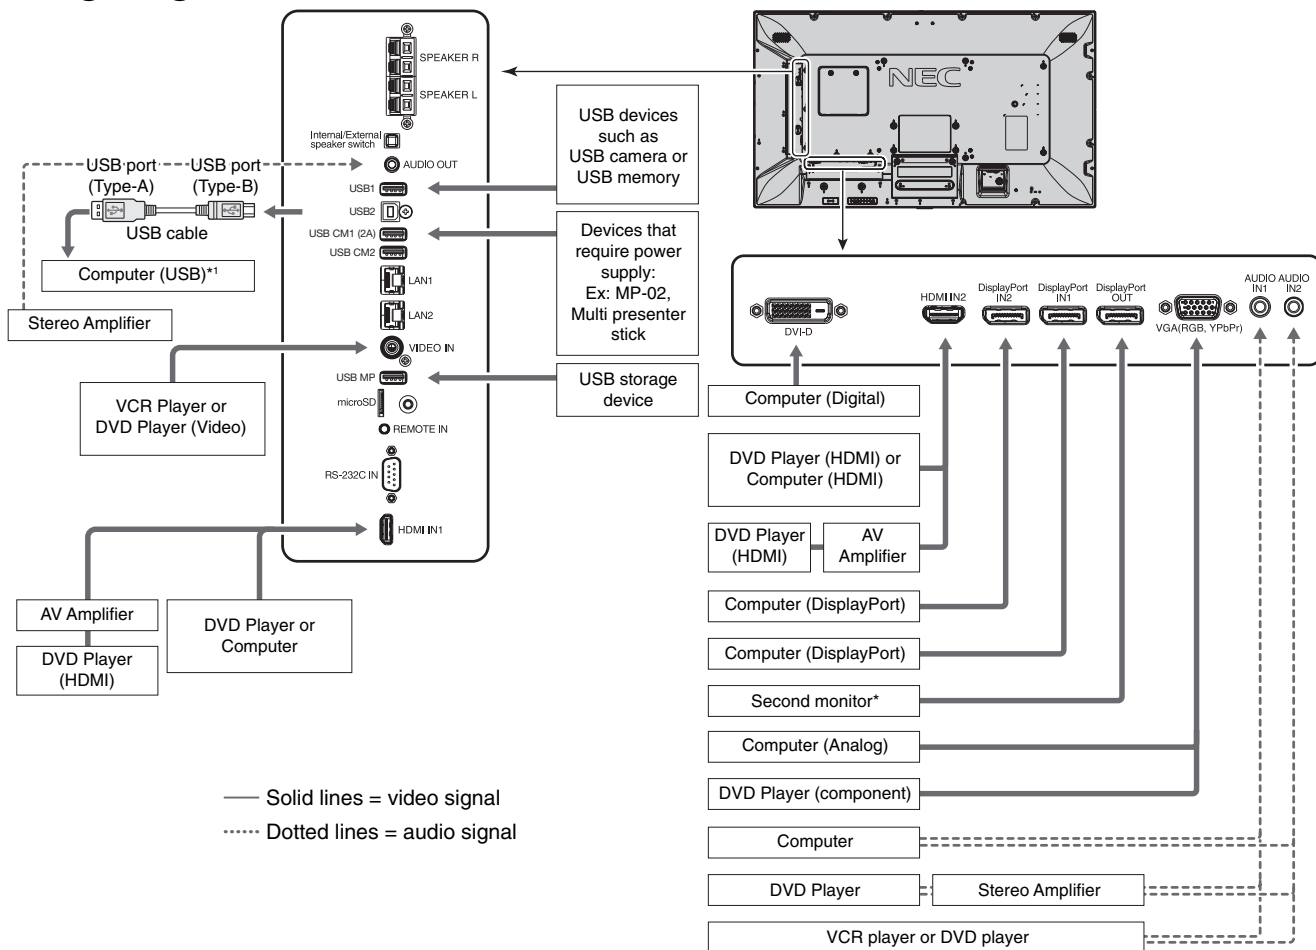 SPEAKER R
SPEAKER L
Internal/External
speaker switch
AUDIO OUT
USB port
(Type-A)
USB port
(Type-B)
USB cable
USB1
USB2
USB CM1 (2A)
USB CM2
Computer (USB)*1
LAN1
LAN2
Stereo Amplifier
VIDEO IN
USB MP
microSD
VCR Player or
DVD Player (Video)
REMOTE IN
RS-232C IN
HDMI IN1
AV Amplifier
DVD Player
(HDMI)
DVD Player or
Computer
USB devices
such as
USB camera or
USB memory
Devices that
require power
supply:
Ex: MP-02,
Multi presenter
stick
USB storage
device
NEC
DVI-D
HDMI IN2
DisplayPort
IN2
DisplayPort
IN1
DisplayPort
OUT
VGA(RGB, YPbPr)
AUDIO
IN1
AUDIO
IN2
Computer (Digital)
DVD Player (HDMI) or
Computer (HDMI)
DVD Player
(HDMI)
AV
Amplifier
Computer (DisplayPort)
Computer (DisplayPort)
Second monitor*
Computer (Analog)
DVD Player (component)
Computer
DVD Player
Stereo Amplifier
VCR player or DVD player
Solid lines = video signal
Dotted lines = audio signal